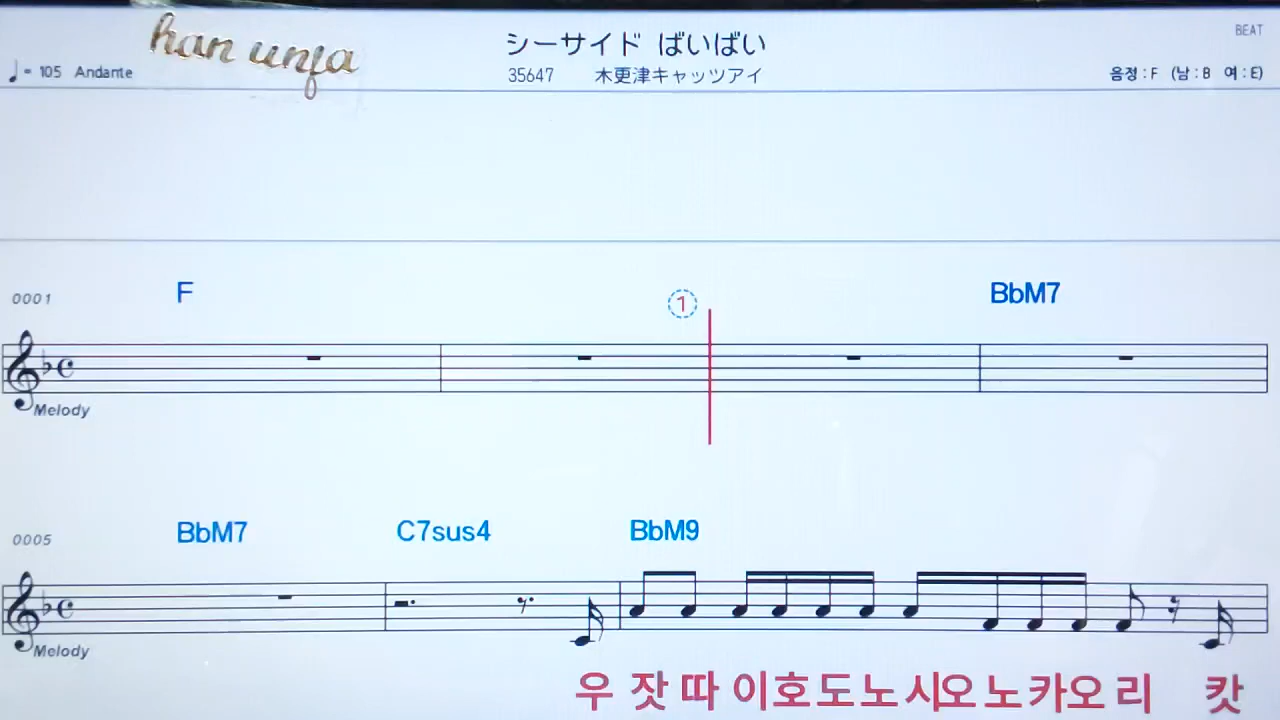 han unfa
シーサイド ばいばい
BEAT
♩= 105 Andante
35647 木更津キャッツアイ
음정 : F (남 : B 여 : E)
0001 F 1 BbM7
Melody
0005 BbM7 C7sus4 BbM9
Melody
우 잣 따 이 호 도 노 시 오 노 카 오 리 캇